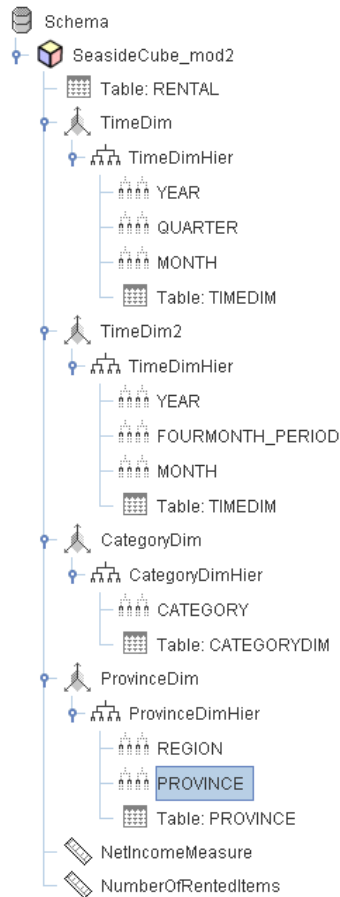 Schema
SeasideCube_mod2
Table: RENTAL
TimeDim
TimeDimHier
YEAR
QUARTER
MONTH
Table: TIMEDIM
TimeDim2
TimeDimHier
YEAR
FOURMONTH_PERIOD
MONTH
Table: TIMEDIM
CategoryDim
CategoryDimHier
CATEGORY
Table: CATEGORYDIM
ProvinceDim
ProvinceDimHier
REGION
PROVINCE
Table: PROVINCE
NetIncomeMeasure
NumberOfRentedItems